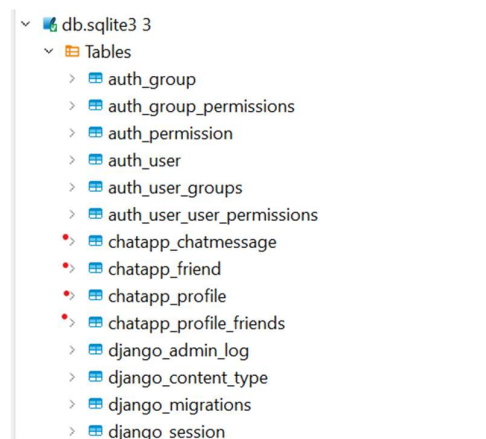 db.sqlite3 3
Tables
auth_group
auth_group_permissions
auth_permission
auth_user
auth_user_groups
auth_user_user_permissions
chatapp_chatmessage
chatapp_friend
chatapp_profile
chatapp_profile_friends
django_admin_log
django_content_type
django_migrations
django_session